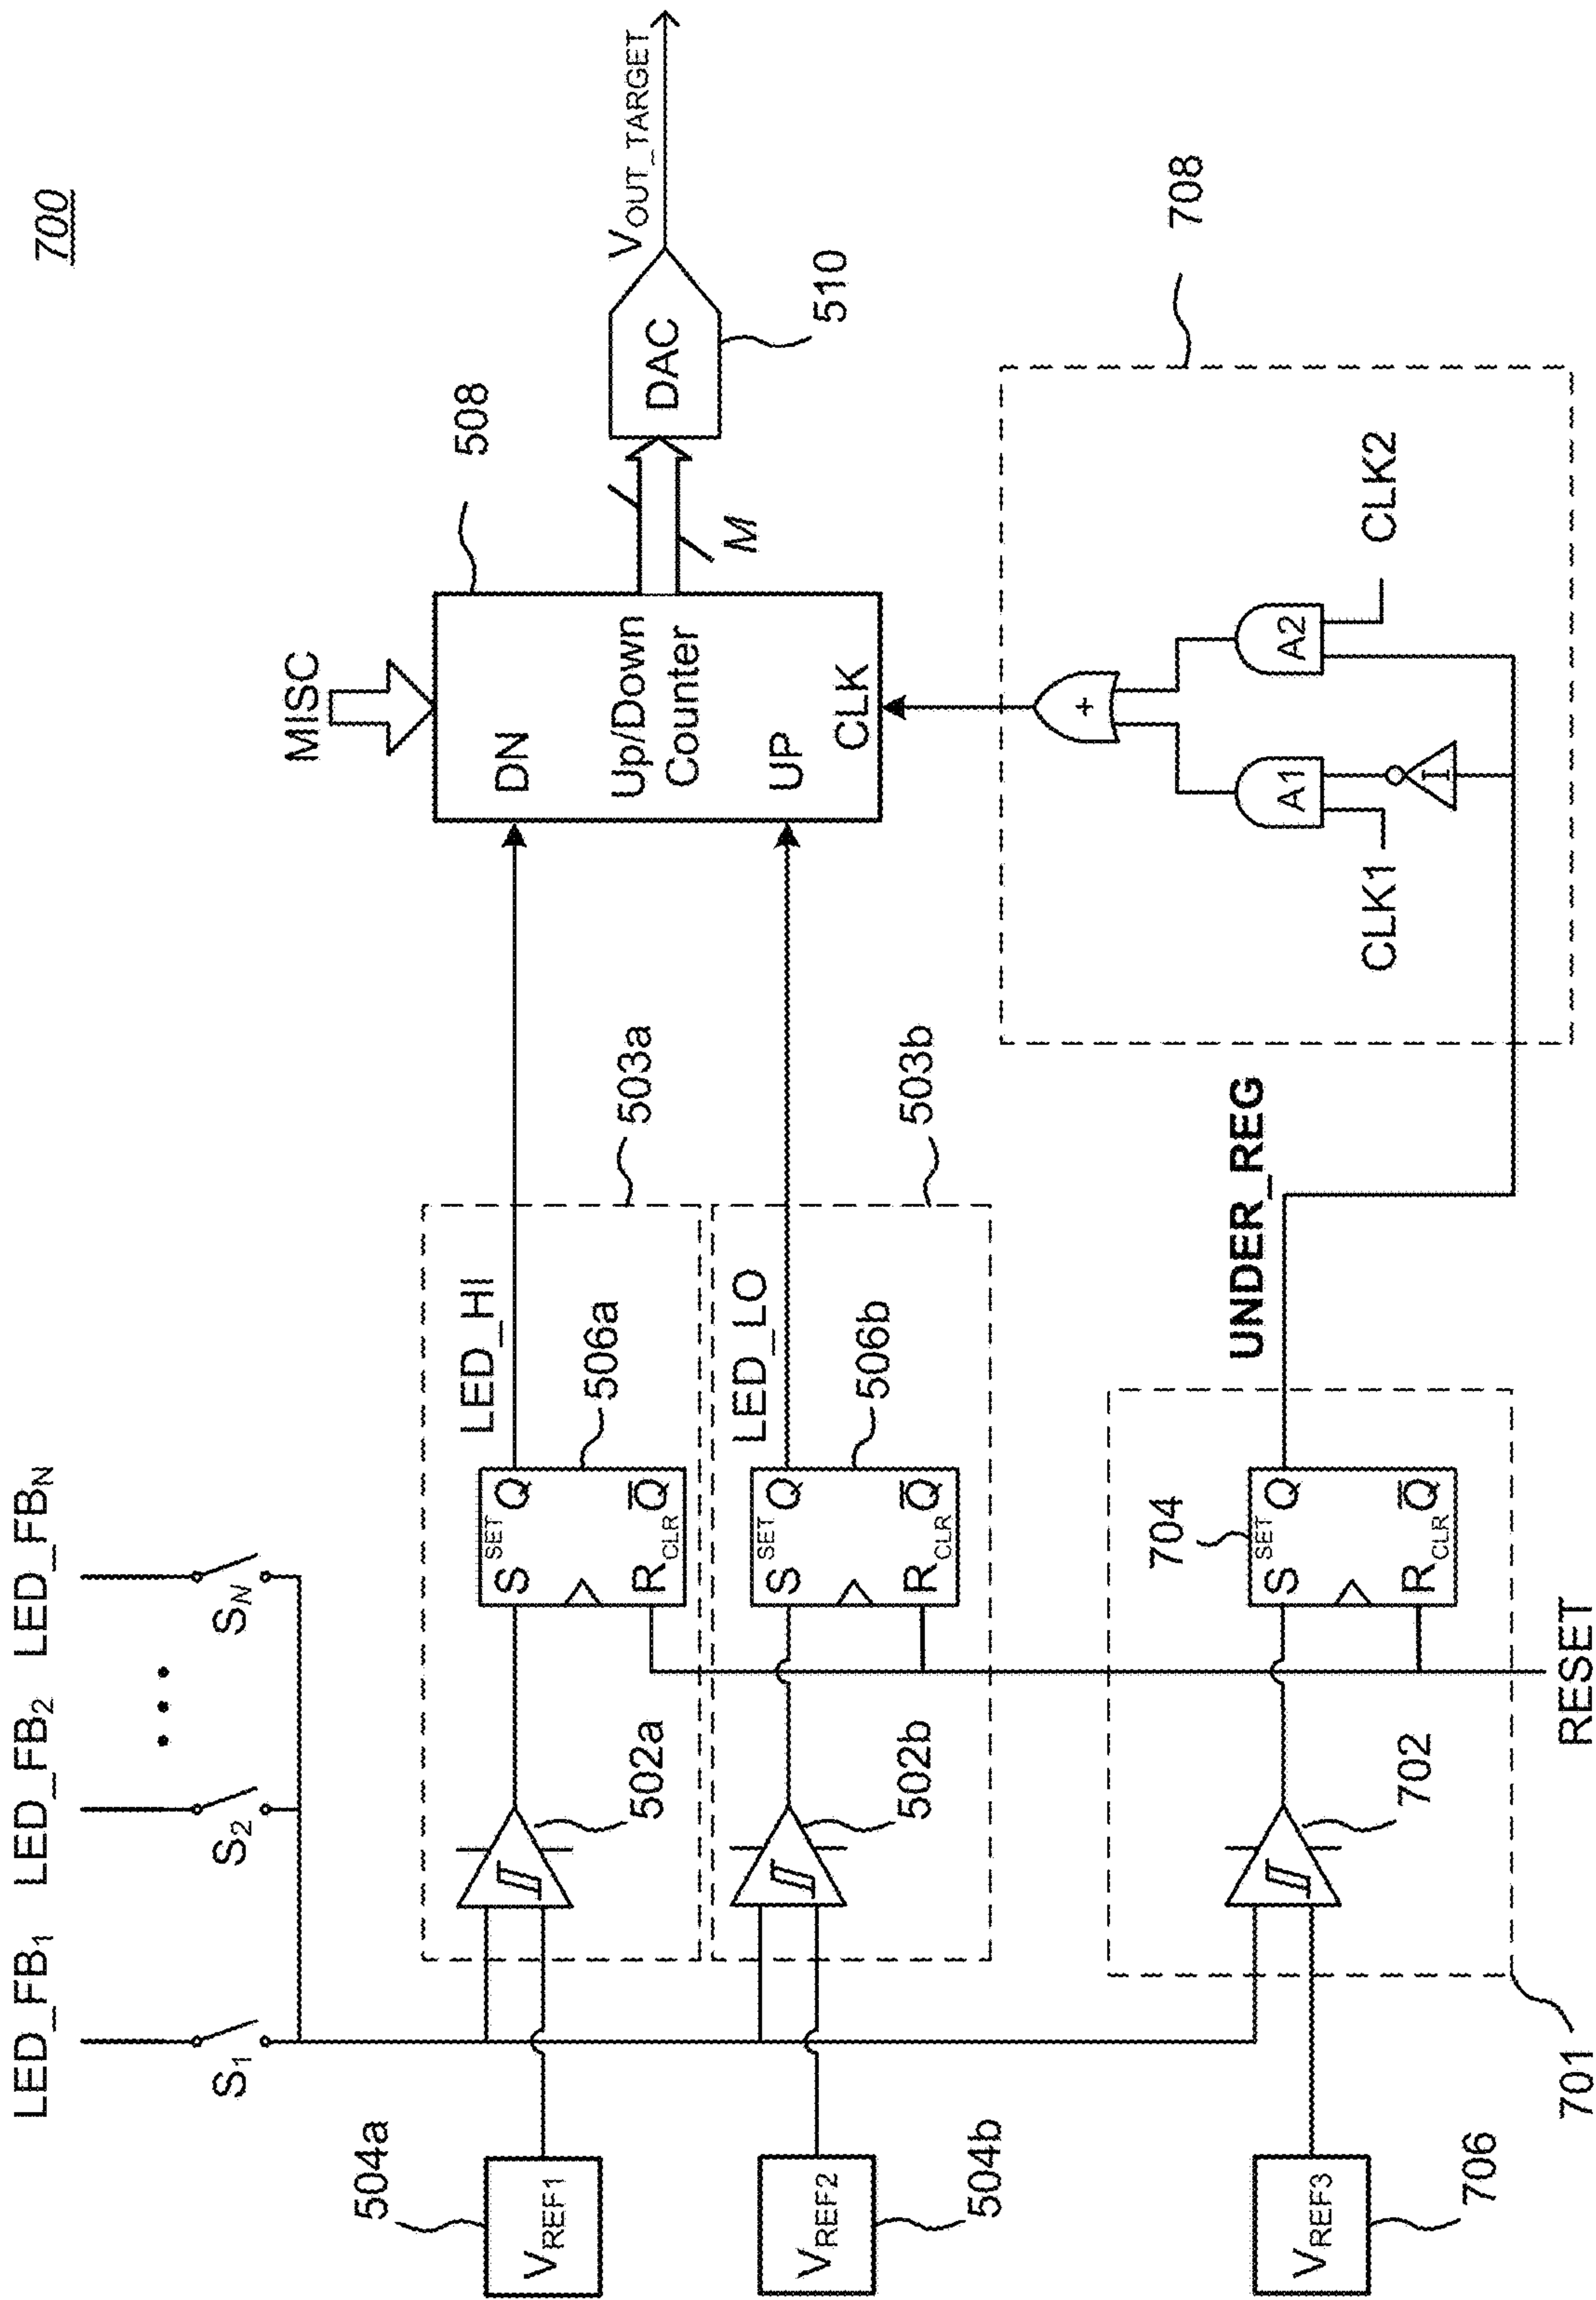 700
LED_FB1
LED_FB2
LED_FBN
S1
S2
SN
504a
VREF1
502a
S
SET
Q
R
CLR
Q̅
LED_HI
506a
503a
504b
VREF2
502b
S
SET
Q
R
CLR
Q̅
LED_LO
506b
503b
706
VREF3
702
704
S
SET
Q
R
CLR
Q̅
701
RESET
UNDER_REG
MISC
508
DN
Up/Down
Counter
UP
CLK
M
DAC
510
VOUT_TARGET
708
+
A1
A2
I
CLK1
CLK2